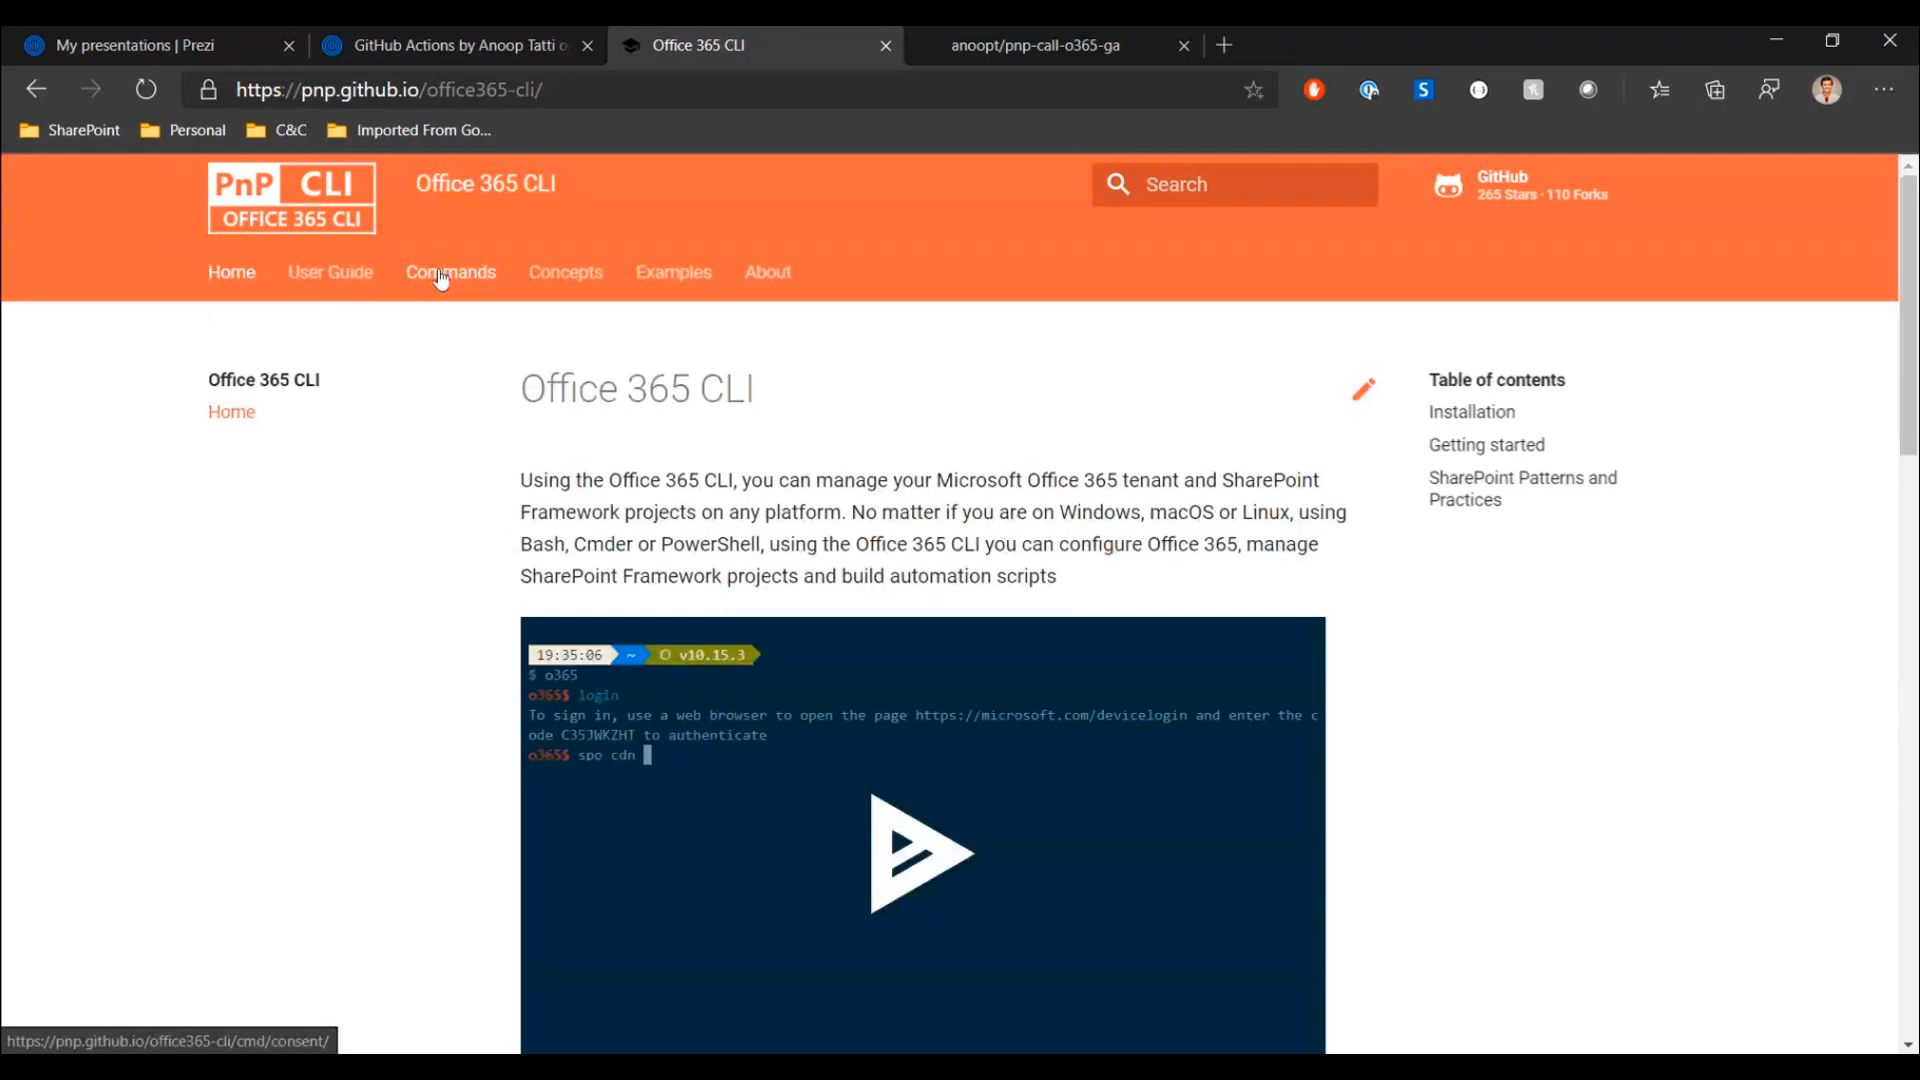 My presentations | Prezi
GitHub Actions by Anoop Tatti o
Office 365 CLI
anoopt/pnp-call-o365-ga
https://pnp.github.io/office365-cli/
SharePoint
Personal
C&C
Imported From Go...
PnP CLI
OFFICE 365 CLI
Office 365 CLI
Search
GitHub
265 Stars · 110 Forks
Home
User Guide
Commands
Concepts
Examples
About
Office 365 CLI
Home
Office 365 CLI
Using the Office 365 CLI, you can manage your Microsoft Office 365 tenant and SharePoint
Framework projects on any platform. No matter if you are on Windows, macOS or Linux, using
Bash, Cmder or PowerShell, using the Office 365 CLI you can configure Office 365, manage
SharePoint Framework projects and build automation scripts
Table of contents
Installation
Getting started
SharePoint Patterns and
Practices
19:35:06 ~ v10.15.3
$ o365
o365$ login
To sign in, use a web browser to open the page https://microsoft.com/devicelogin and enter the c
ode C35JWKZHT to authenticate
o365$ spo cdn
https://pnp.github.io/office365-cli/cmd/consent/